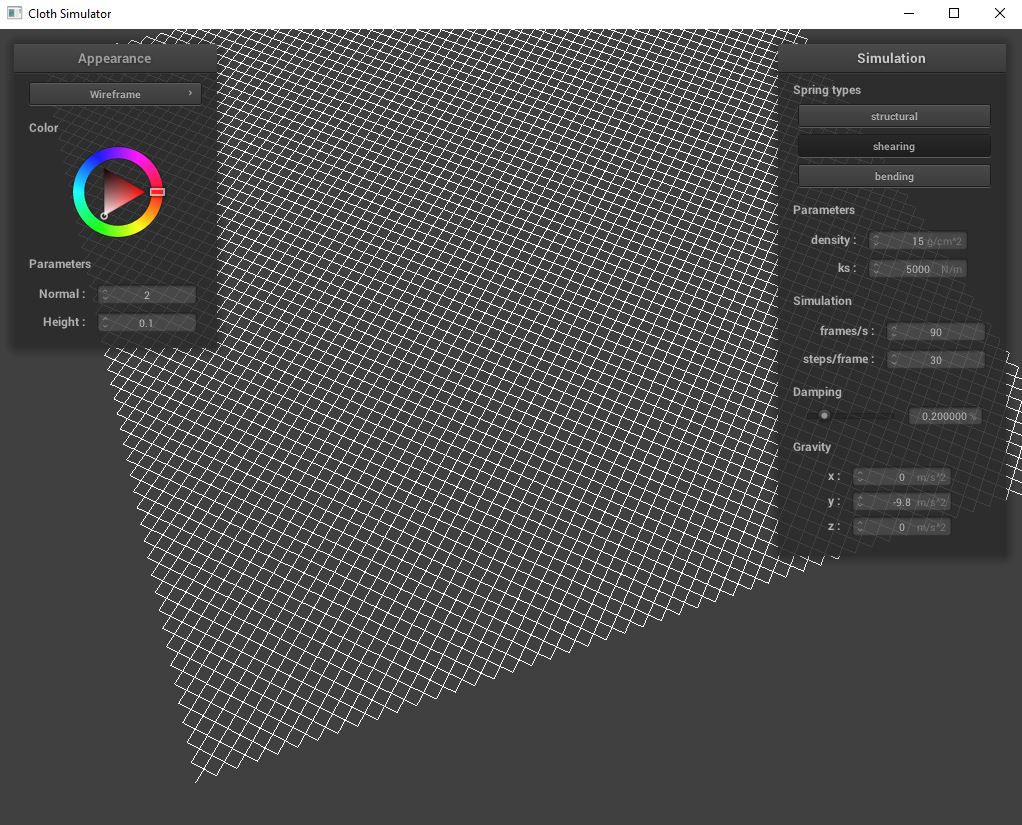 Cloth Simulator
Appearance
Wireframe
Color
Parameters
Normal : 2
Height : 0.1
Simulation
Spring types
structural
shearing
bending
Parameters
density : 15 g/cm^2
ks : 5000 N/m
Simulation
frames/s : 90
steps/frame : 30
Damping
0.200000 %
Gravity
x : 0 m/s^2
y : -9.8 m/s^2
z : 0 m/s^2